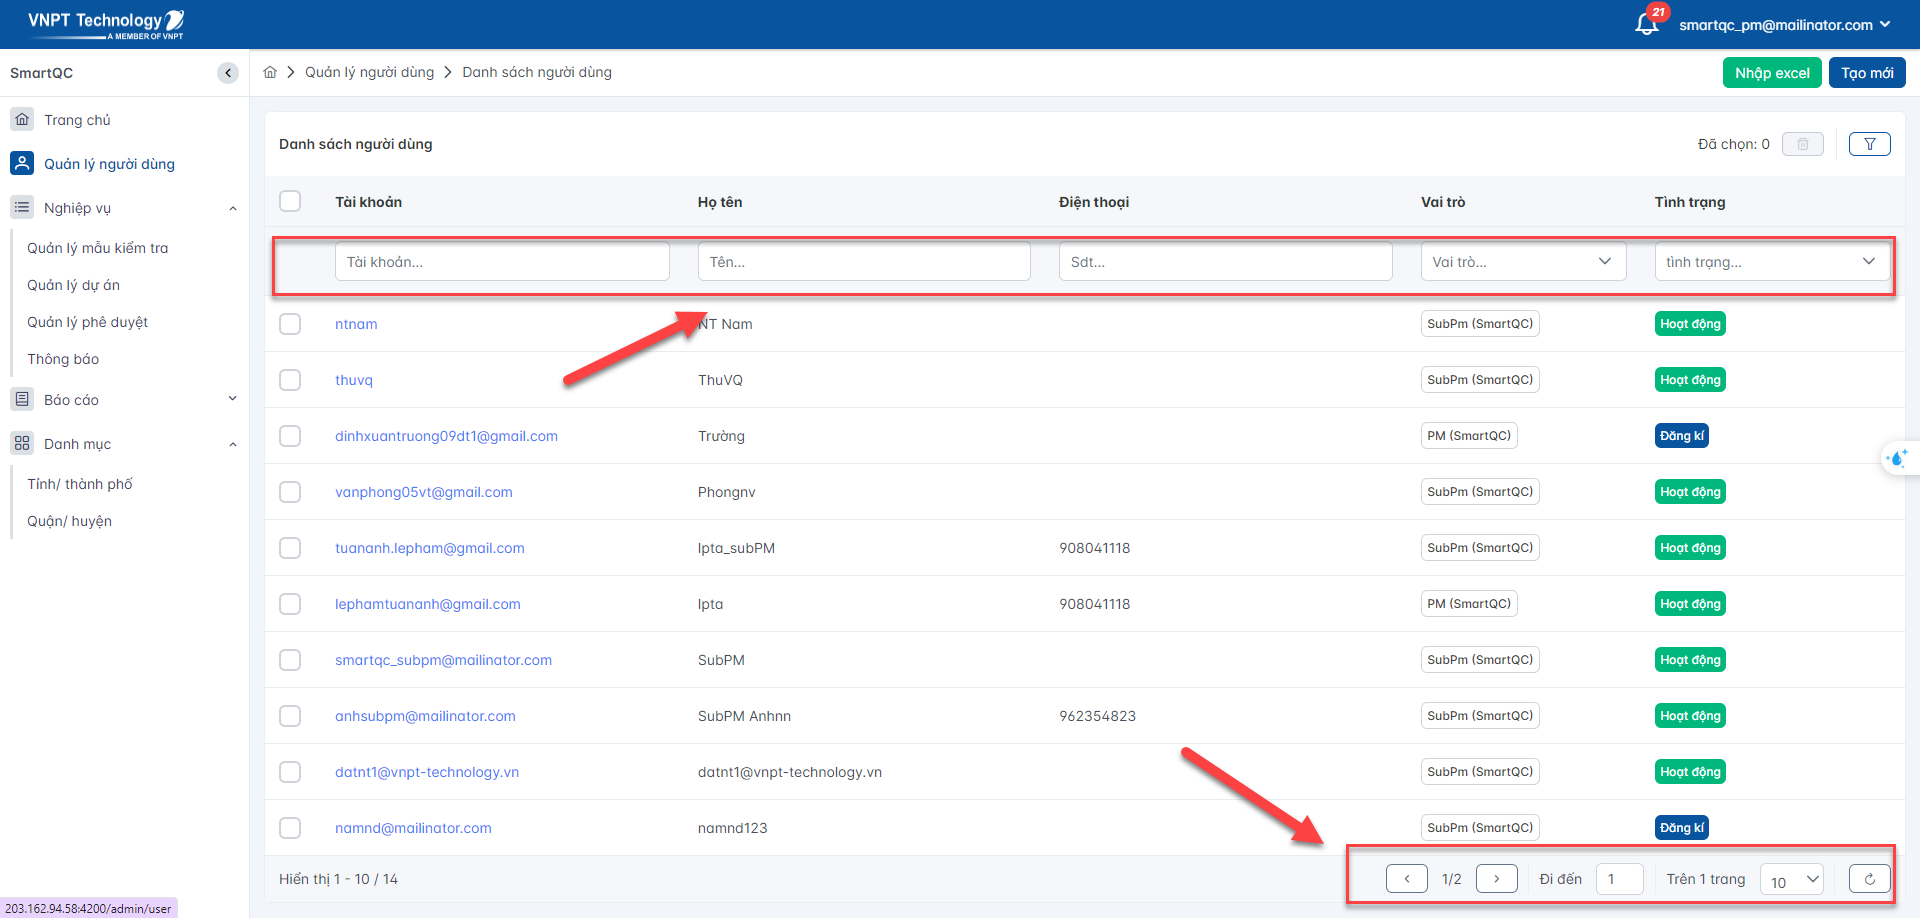 VNPT Technology
A MEMBER OF VNPT
21
smartqc_pm@mailinator.com
SmartQC
Quản lý người dùng
Danh sách người dùng
Nhập excel
Tạo mới
Trang chủ
Quản lý người dùng
Nghiệp vụ
Quản lý mẫu kiểm tra
Quản lý dự án
Quản lý phê duyệt
Thông báo
Báo cáo
Danh mục
Tỉnh/ thành phố
Quận/ huyện
Danh sách người dùng
Đã chọn: 0
Tài khoản Họ tên Điện thoại Vai trò Tình trạng
Tài khoản... Tên... Sdt... Vai trò... tình trạng...
ntnam NT Nam SubPm (SmartQC) Hoạt động
thuvq ThuVQ SubPm (SmartQC) Hoạt động
dinhxuantruong09dt1@gmail.com Trường PM (SmartQC) Đăng kí
vanphong05vt@gmail.com Phongnv SubPm (SmartQC) Hoạt động
tuananh.lepham@gmail.com lpta_subPM 908041118 SubPm (SmartQC) Hoạt động
lephamtuananh@gmail.com lpta 908041118 PM (SmartQC) Hoạt động
smartqc_subpm@mailinator.com SubPM SubPm (SmartQC) Hoạt động
anhsubpm@mailinator.com SubPM Anhnn 962354823 SubPm (SmartQC) Hoạt động
datnt1@vnpt-technology.vn datnt1@vnpt-technology.vn SubPm (SmartQC) Hoạt động
namnd@mailinator.com namnd123 SubPm (SmartQC) Đăng kí
Hiển thị 1 - 10 / 14 1/2 Đi đến 1 Trên 1 trang 10
203.162.94.58:4200/admin/user